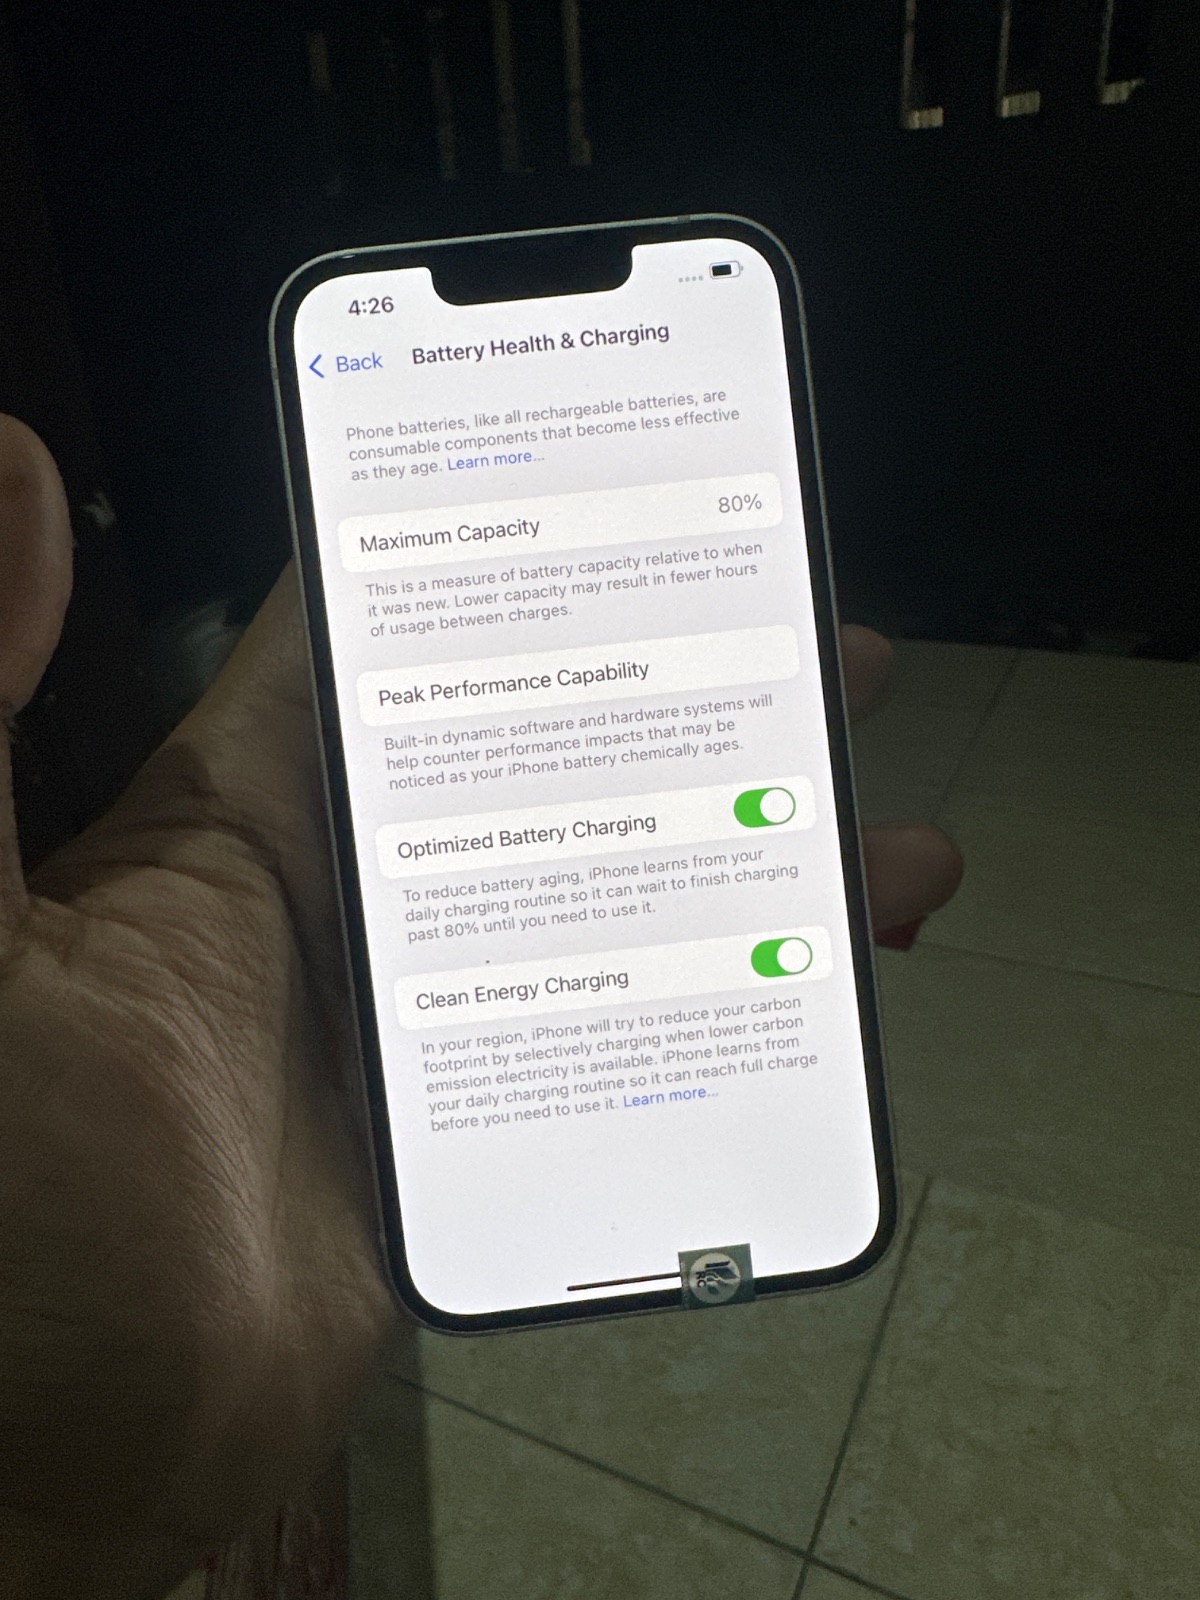 4:26
Back
Battery Health & Charging
Phone batteries, like all rechargeable batteries, are
consumable components that become less effective
as they age. Learn more...
Maximum Capacity
80%
This is a measure of battery capacity relative to when
it was new. Lower capacity may result in fewer hours
of usage between charges.
Peak Performance Capability
Built-in dynamic software and hardware systems will
help counter performance impacts that may be
noticed as your iPhone battery chemically ages.
Optimized Battery Charging
To reduce battery aging, iPhone learns from your
daily charging routine so it can wait to finish charging
past 80% until you need to use it.
Clean Energy Charging
In your region, iPhone will try to reduce your carbon
footprint by selectively charging when lower carbon
emission electricity is available. iPhone learns from
your daily charging routine so it can reach full charge
before you need to use it. Learn more...